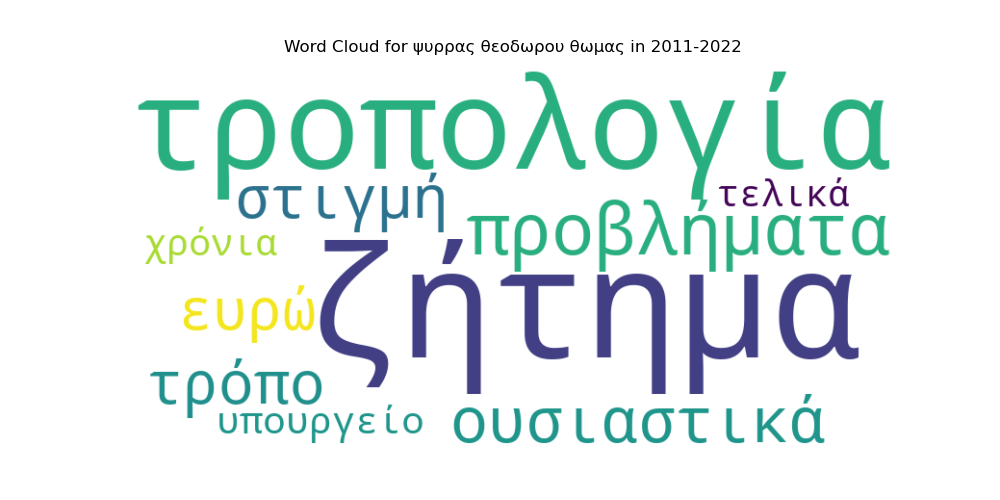 Word Cloud for ψυρρας θεοδωρου θωμας in 2011-2022
τροπολογία
στιγμή
τελικά
προβλήματα
χρόνια
ζήτημα
ευρώ
τρόπο
υπουργείο
ουσιαστικά